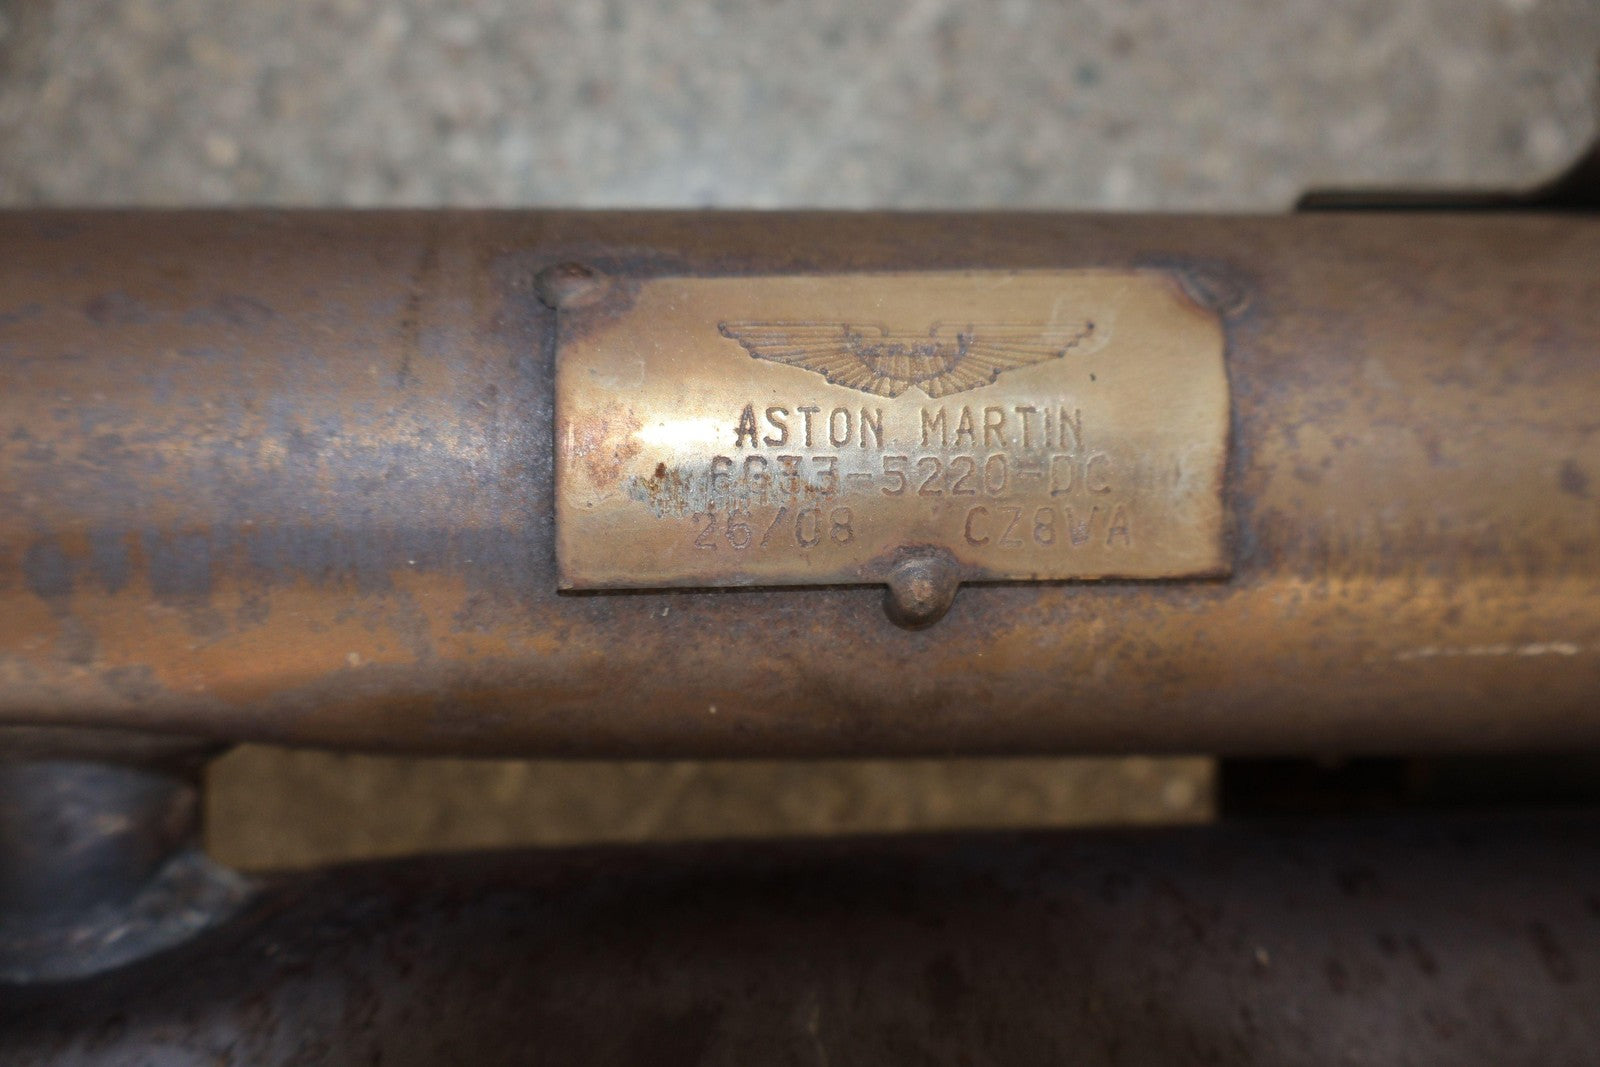 ASTON MARTIN
6G33-5220-DC
26/08 CZ8VA